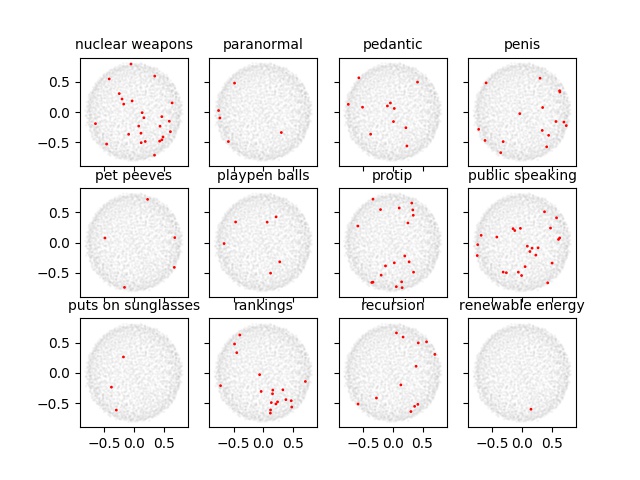 nuclear weapons paranormal pedantic penis
0.5
0.0
−0.5
pet peeves playpen balls protip public speaking
0.5
0.0
−0.5
puts on sunglasses rankings recursion renewable energy
0.5
0.0
−0.5
−0.5 0.0 0.5 −0.5 0.0 0.5 −0.5 0.0 0.5 −0.5 0.0 0.5